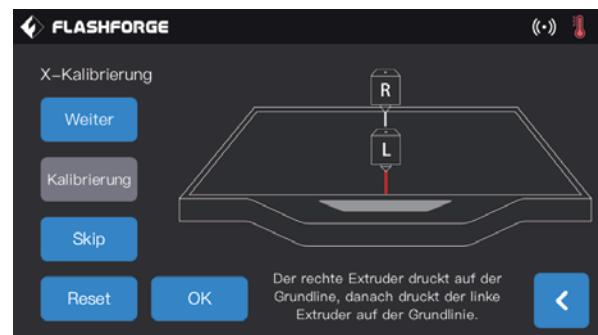 FLASHFORGE
X-Kalibrierung
Weiter
Kalibrierung
Skip
Reset
OK
R
L
Der rechte Extruder druckt auf der
Grundline, danach druckt der linke
Extruder auf der Grundlinie.